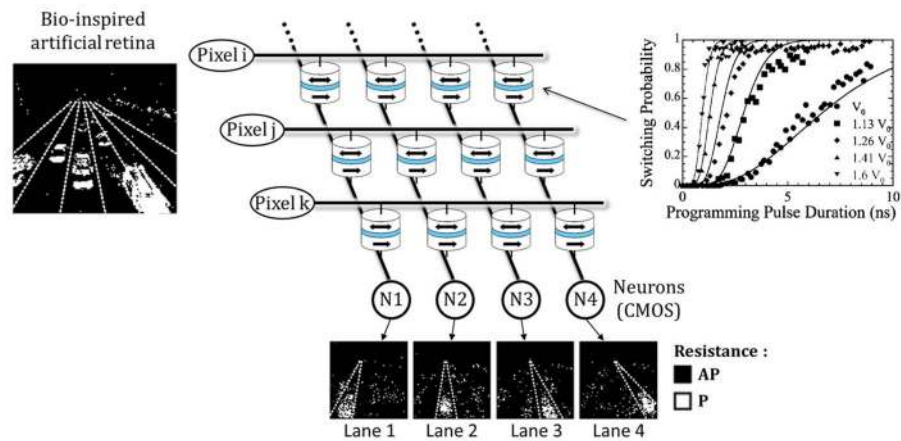 Bio-inspired
artificial retina
Pixel i
Pixel j
Pixel k
N1
N2
N3
N4
Neurons
(CMOS)
Lane 1
Lane 2
Lane 3
Lane 4
Resistance :
AP
P
Switching Probability
1
0.8
0.6
0.4
0.2
0
0
5
10
Programming Pulse Duration (ns)
V₀
1.13 V₀
1.26 V₀
1.41 V₀
1.6 V₀